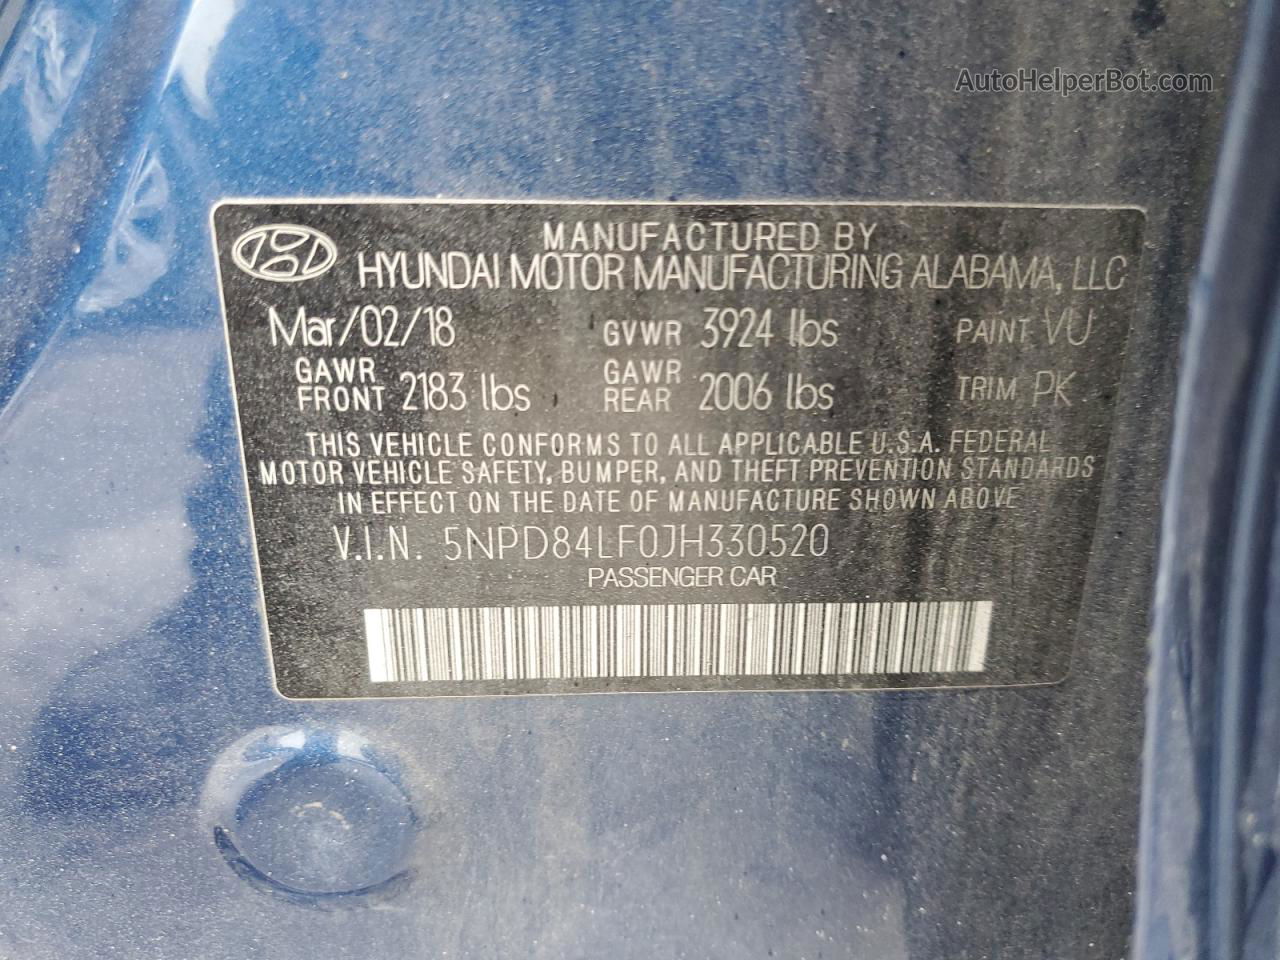 AutoHelperBot.com
MANUFACTURED BY
HYUNDAI MOTOR MANUFACTURING ALABAMA, LLC
Mar/02/18 GVWR 3924 lbs PAINT VU
GAWR FRONT 2183 lbs GAWR REAR 2006 lbs TRIM PK
THIS VEHICLE CONFORMS TO ALL APPLICABLE U.S.A. FEDERAL
MOTOR VEHICLE SAFETY, BUMPER, AND THEFT PREVENTION STANDARDS
IN EFFECT ON THE DATE OF MANUFACTURE SHOWN ABOVE
V.I.N. 5NPD84LF0JH330520
PASSENGER CAR